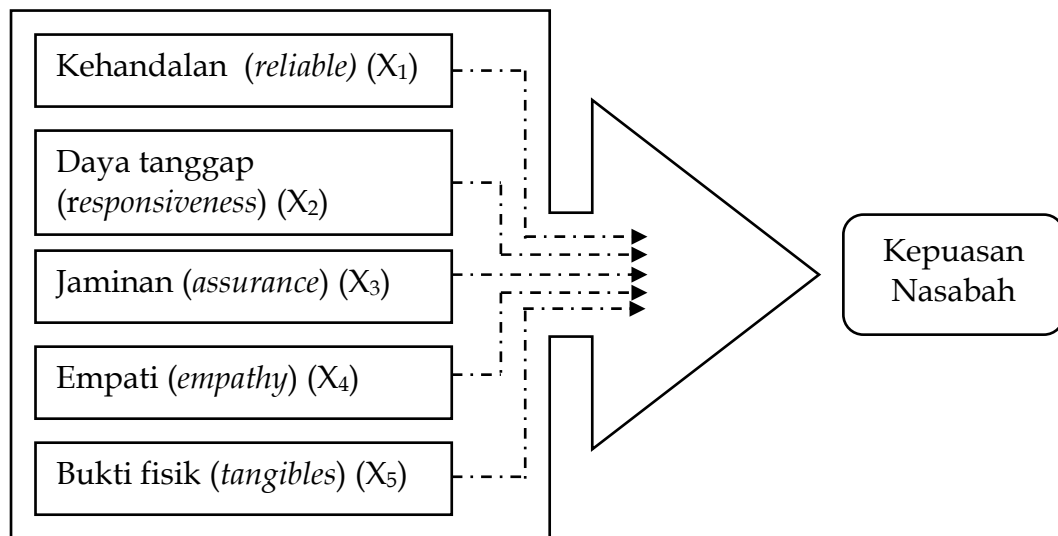 Kehandalan (reliable) (X₁)
Daya tanggap
(responsiveness) (X₂)
Jaminan (assurance) (X₃)
Empati (empathy) (X₄)
Bukti fisik (tangibles) (X₅)
Kepuasan
Nasabah